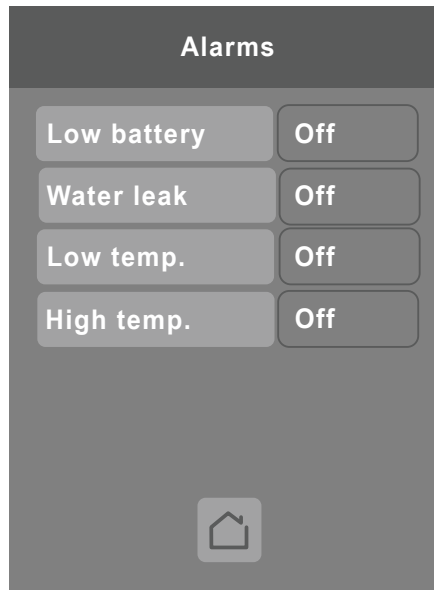 Alarms
Low battery Off
Water leak Off
Low temp. Off
High temp. Off